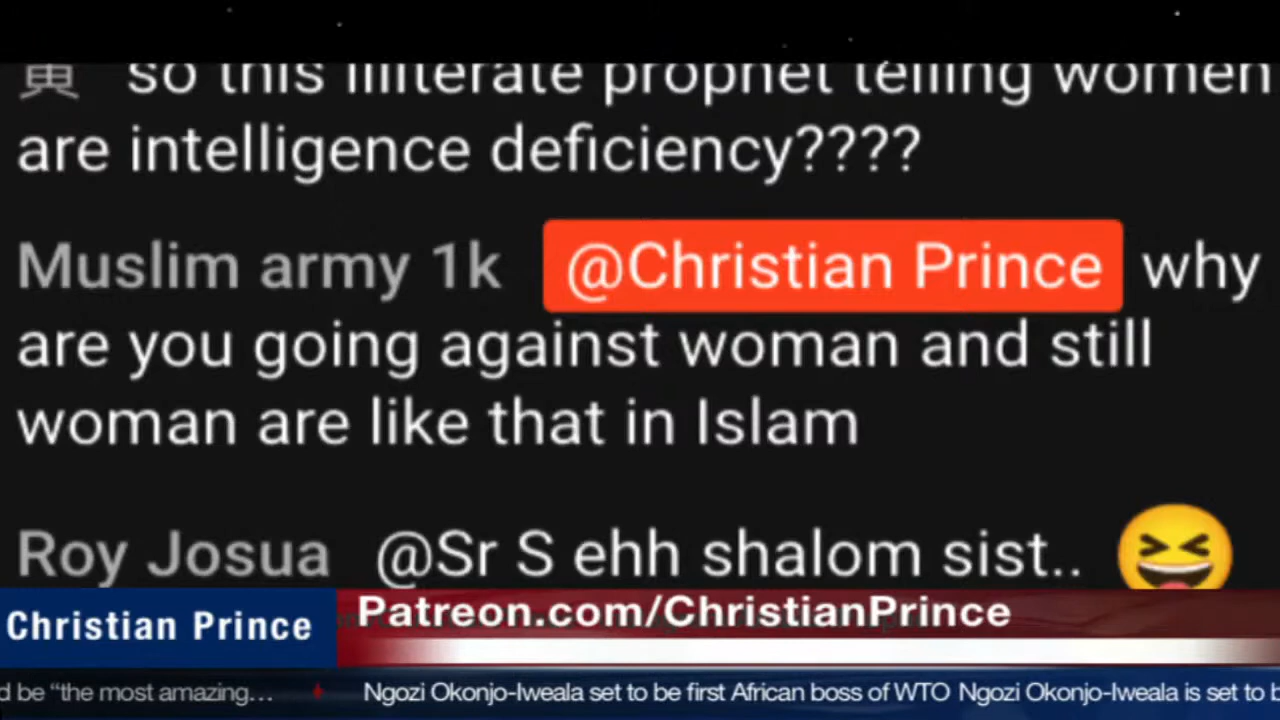 so this illiterate prophet telling women
are intelligence deficiency????
Muslim army 1k @Christian Prince why
are you going against woman and still
woman are like that in Islam
Roy Josua @Sr S ehh shalom sist.. 😆
Christian Prince Patreon.com/ChristianPrince
d be “the most amazing… ♦ Ngozi Okonjo-Iweala set to be first African boss of WTO Ngozi Okonjo-Iweala is set to b